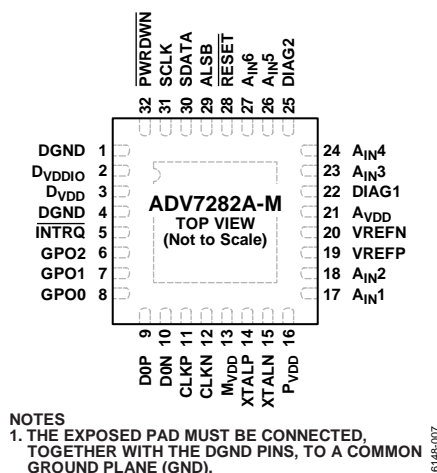 32 PWRDWN
31 SCLK
30 SDATA
29 ALSB
28 RESET
27 AIN6
26 AIN5
25 DIAG2
DGND 1
DVDDIO 2
DVDD 3
DGND 4
INTRQ 5
GPO2 6
GPO1 7
GPO0 8
ADV7282A-M
TOP VIEW
(Not to Scale)
24 AIN4
23 AIN3
22 DIAG1
21 AVDD
20 VREFN
19 VREFP
18 AIN2
17 AIN1
D0P 9
D0N 10
CLKP 11
CLKN 12
MVDD 13
XTALP 14
XTALN 15
PVDD 16
NOTES
1. THE EXPOSED PAD MUST BE CONNECTED,
TOGETHER WITH THE DGND PINS, TO A COMMON
GROUND PLANE (GND).
6148-007